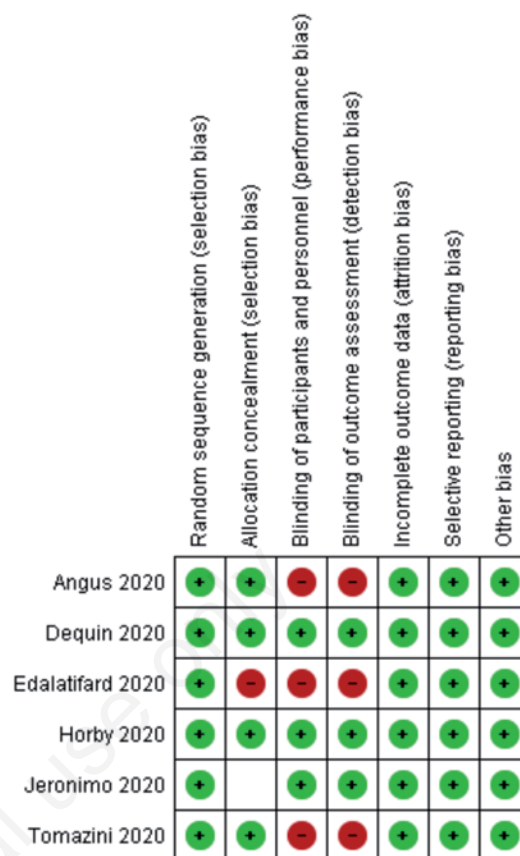 Random sequence generation (selection bias)
Allocation concealment (selection bias)
Blinding of participants and personnel (performance bias)
Blinding of outcome assessment (detection bias)
Incomplete outcome data (attrition bias)
Selective reporting (reporting bias)
Other bias
Angus 2020 + + - - + + +
Dequin 2020 + + + + + + +
Edalatifard 2020 + - - - + + +
Horby 2020 + + + + + + +
Jeronimo 2020 + + + + + +
Tomazini 2020 + + - - + + +
use only